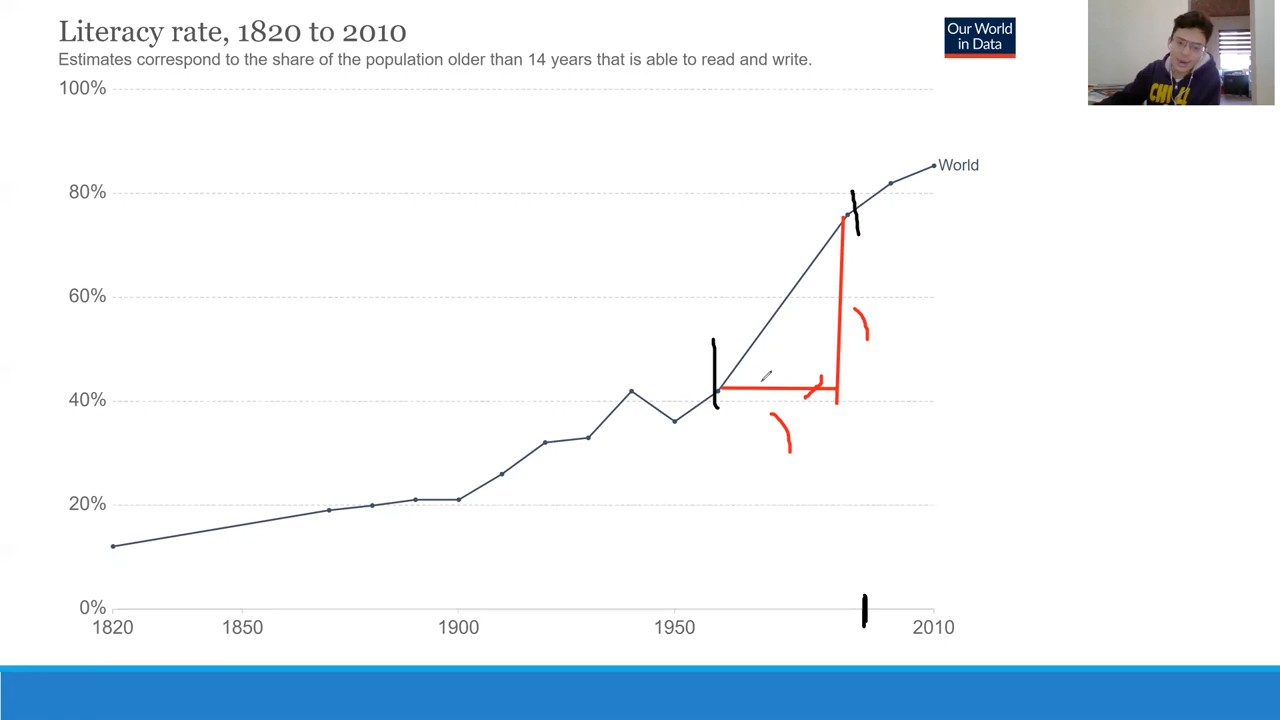 Literacy rate, 1820 to 2010
Our World
in Data
Estimates correspond to the share of the population older than 14 years that is able to read and write.
100%
World
80%
60%
40%
20%
0%
1820 1850 1900 1950 2010